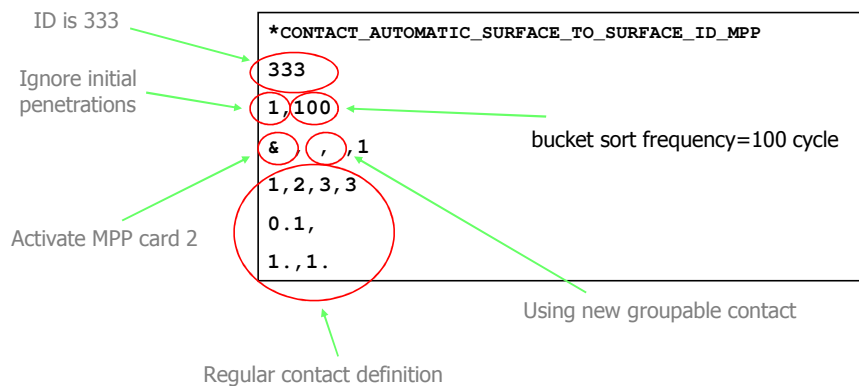 ID is 333
*CONTACT_AUTOMATIC_SURFACE_TO_SURFACE_ID_MPP
333
Ignore initial
penetrations
1,100
bucket sort frequency=100 cycle
& , , ,1
1,2,3,3
Activate MPP card 2
0.1,
1.,1.
Using new groupable contact
Regular contact definition